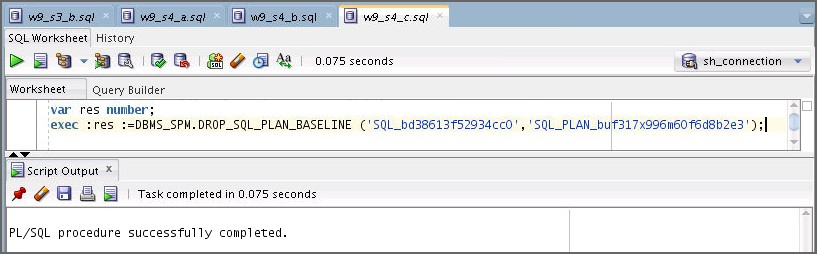 w9_s3_b.sql w9_s4_a.sql w9_s4_b.sql w9_s4_c.sql
SQL Worksheet History
0.075 seconds sh_connection
Worksheet Query Builder
var res number;
exec :res :=DBMS_SPM.DROP_SQL_PLAN_BASELINE ('SQL_bd38613f52934cc0','SQL_PLAN_buf317x996m60f6d8b2e3');
Script Output
Task completed in 0.075 seconds
PL/SQL procedure successfully completed.